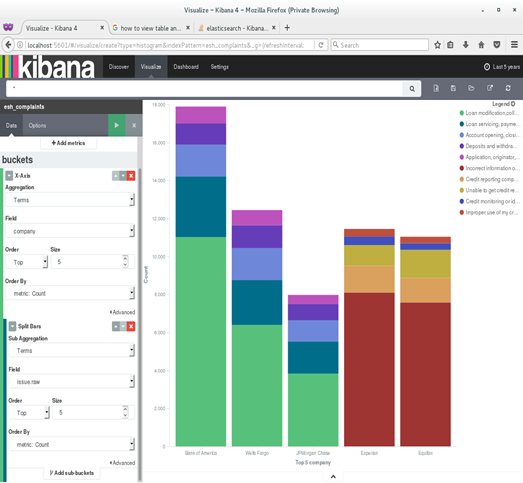 Visualize - Kibana 4 - Mozilla Firefox (Private Browsing)
Visualize - Kibana 4
how to view table an...
elasticsearch - Kibana...
localhost:5601/#/visualize/create?type=histogram&indexPattern=esh_complaints&_g=(refreshInterval:
Search
kibana
Discover Visualize Dashboard Settings
Last 5 years
*
esh_complaints
Data Options
Add metrics
buckets
X-Axis
Aggregation
Terms
Field
company
Order Size
Top 5
Order By
metric: Count
Advanced
Split Bars
Sub Aggregation
Terms
Field
issue.raw
Order Size
Top 5
Order By
metric: Count
Advanced
Add sub-buckets
18,000
16,000
14,000
12,000
10,000
8,000
6,000
4,000
2,000
0
Count
Bank of America
Wells Fargo
JPMorgan Chase
Experian
Equifax
Top 5 company
Legend
Loan modification,coll...
Loan servicing, payme...
Account opening, closi...
Deposits and withdra...
Application, originator,...
Incorrect information o...
Credit reporting comp...
Unable to get credit re...
Credit monitoring or id...
Improper use of my cr...